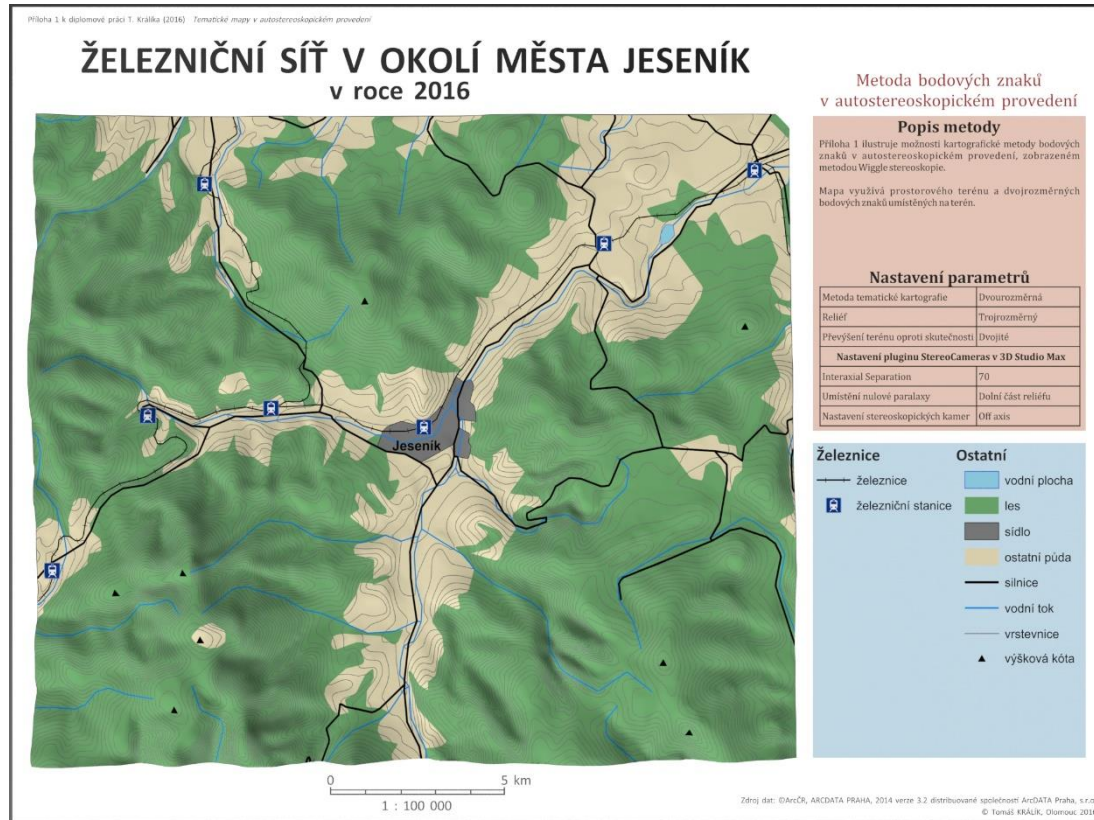 Příloha 1 k diplomové práci T. Králíka (2016) Tematické mapy v autostereoskopickém provedení
ŽELEZNIČNÍ SÍŤ V OKOLÍ MĚSTA JESENÍK
v roce 2016
Jeseník
0 5 km
1 : 100 000
Metoda bodových znaků
v autostereoskopickém provedení
Popis metody
Příloha 1 ilustruje možnosti kartografické metody bodových
znaků v autostereoskopickém provedení, zobrazeném
metodou Wiggle stereoskopie.
Mapa využívá prostorového terénu a dvojrozměrných
bodových znaků umístěných na terén.
Nastavení parametrů
Metoda tematické kartografie Dvourozměrná
Reliéf Trojrozměrný
Převýšení terénu oproti skutečnosti Dvojité
Nastavení pluginu StereoCameras v 3D Studio Max
Interaxial Separation 70
Umístění nulové paralaxy Dolní část reliéfu
Nastavení stereoskopických kamer Off axis
Železnice
železnice
železniční stanice
Ostatní
vodní plocha
les
sídlo
ostatní půda
silnice
vodní tok
vrstevnice
výšková kóta
Zdroj dat: ©ArcČR, ARCDATA PRAHA, 2014 verze 3.2 distribuované společností ArcDATA Praha, s.r.o.
© Tomáš KRÁLÍK, Olomouc 2016